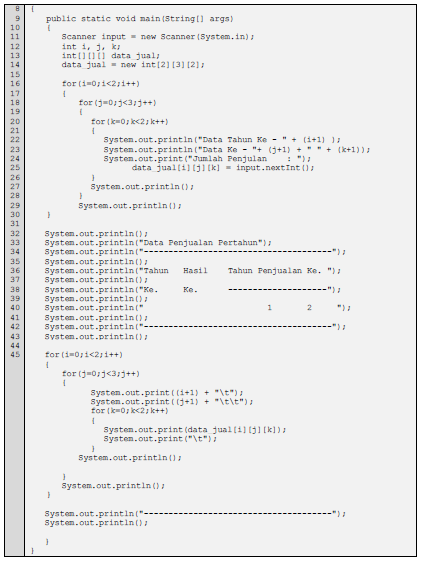 8 {
9 public static void main(String[] args)
10 {
11 Scanner input = new Scanner(System.in);
12 int i, j, k;
13 int[][][] data_jual;
14 data_jual = new int[2][3][2];
15
16 for(i=0;i<2;i++)
17 {
18 for(j=0;j<3;j++)
19 {
20 for(k=0;k<2;k++)
21 {
22 System.out.println("Data Tahun Ke - " + (i+1) );
23 System.out.println("Data Ke - "+ (j+1) + " " + (k+1));
24 System.out.print("Jumlah Penjulan : ");
25 data_jual[i][j][k] = input.nextInt();
26 }
27 System.out.println();
28 }
29 System.out.println();
30 }
31
32 System.out.println();
33 System.out.println("Data Penjualan Pertahun");
34 System.out.println("--------------------------------------");
35 System.out.println();
36 System.out.println("Tahun Hasil Tahun Penjualan Ke. ");
37 System.out.println();
38 System.out.println("Ke. Ke. --------------------");
39 System.out.println();
40 System.out.println(" 1 2 ");
41 System.out.println();
42 System.out.println("--------------------------------------");
43 System.out.println();
44
45 for(i=0;i<2;i++)
{
for(j=0;j<3;j++)
{
System.out.print((i+1) + "\t");
System.out.print((j+1) + "\t\t");
for(k=0;k<2;k++)
{
System.out.print(data_jual[i][j][k]);
System.out.print("\t");
}
System.out.println();
}
System.out.println();
}
System.out.println("--------------------------------------");
System.out.println();
}
}